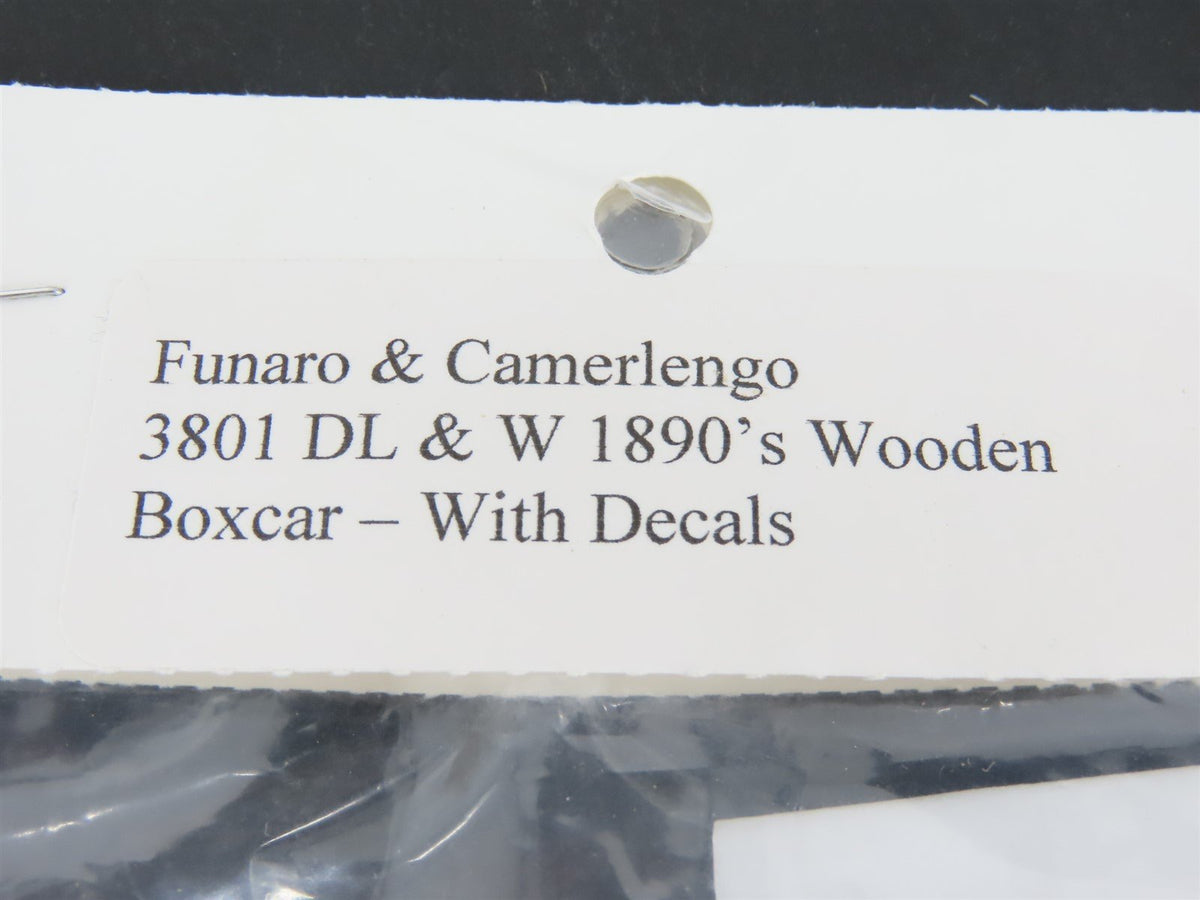 Funaro & Camerlengo
3801 DL & W 1890’s Wooden
Boxcar – With Decals